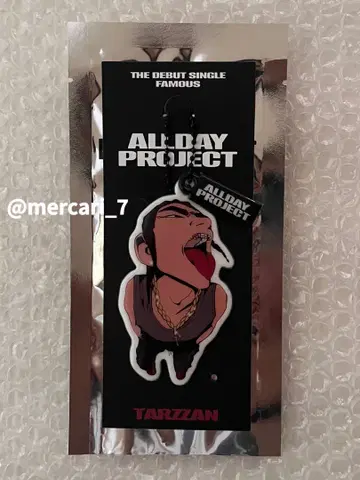 THE DEBUT SINGLE
FAMOUS
ALLDAY
PROJECT
ALLDAY
PROJECT
@mercari_7
TARZZAN